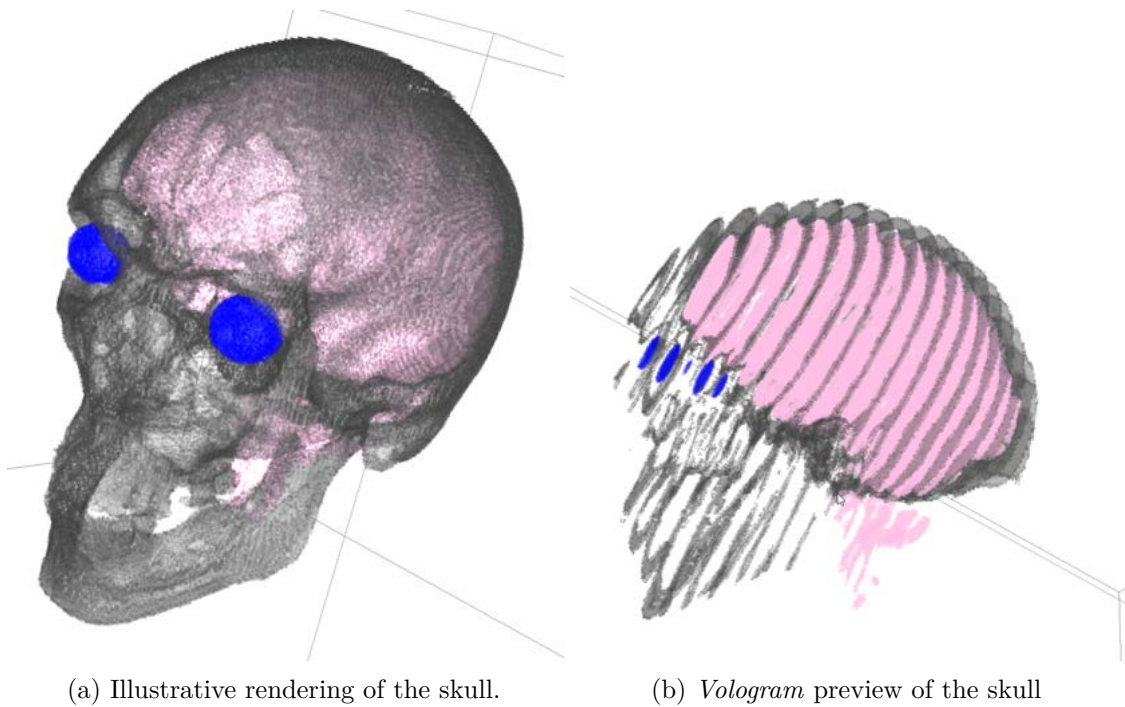 (a) Illustrative rendering of the skull.
(b) Vologram preview of the skull